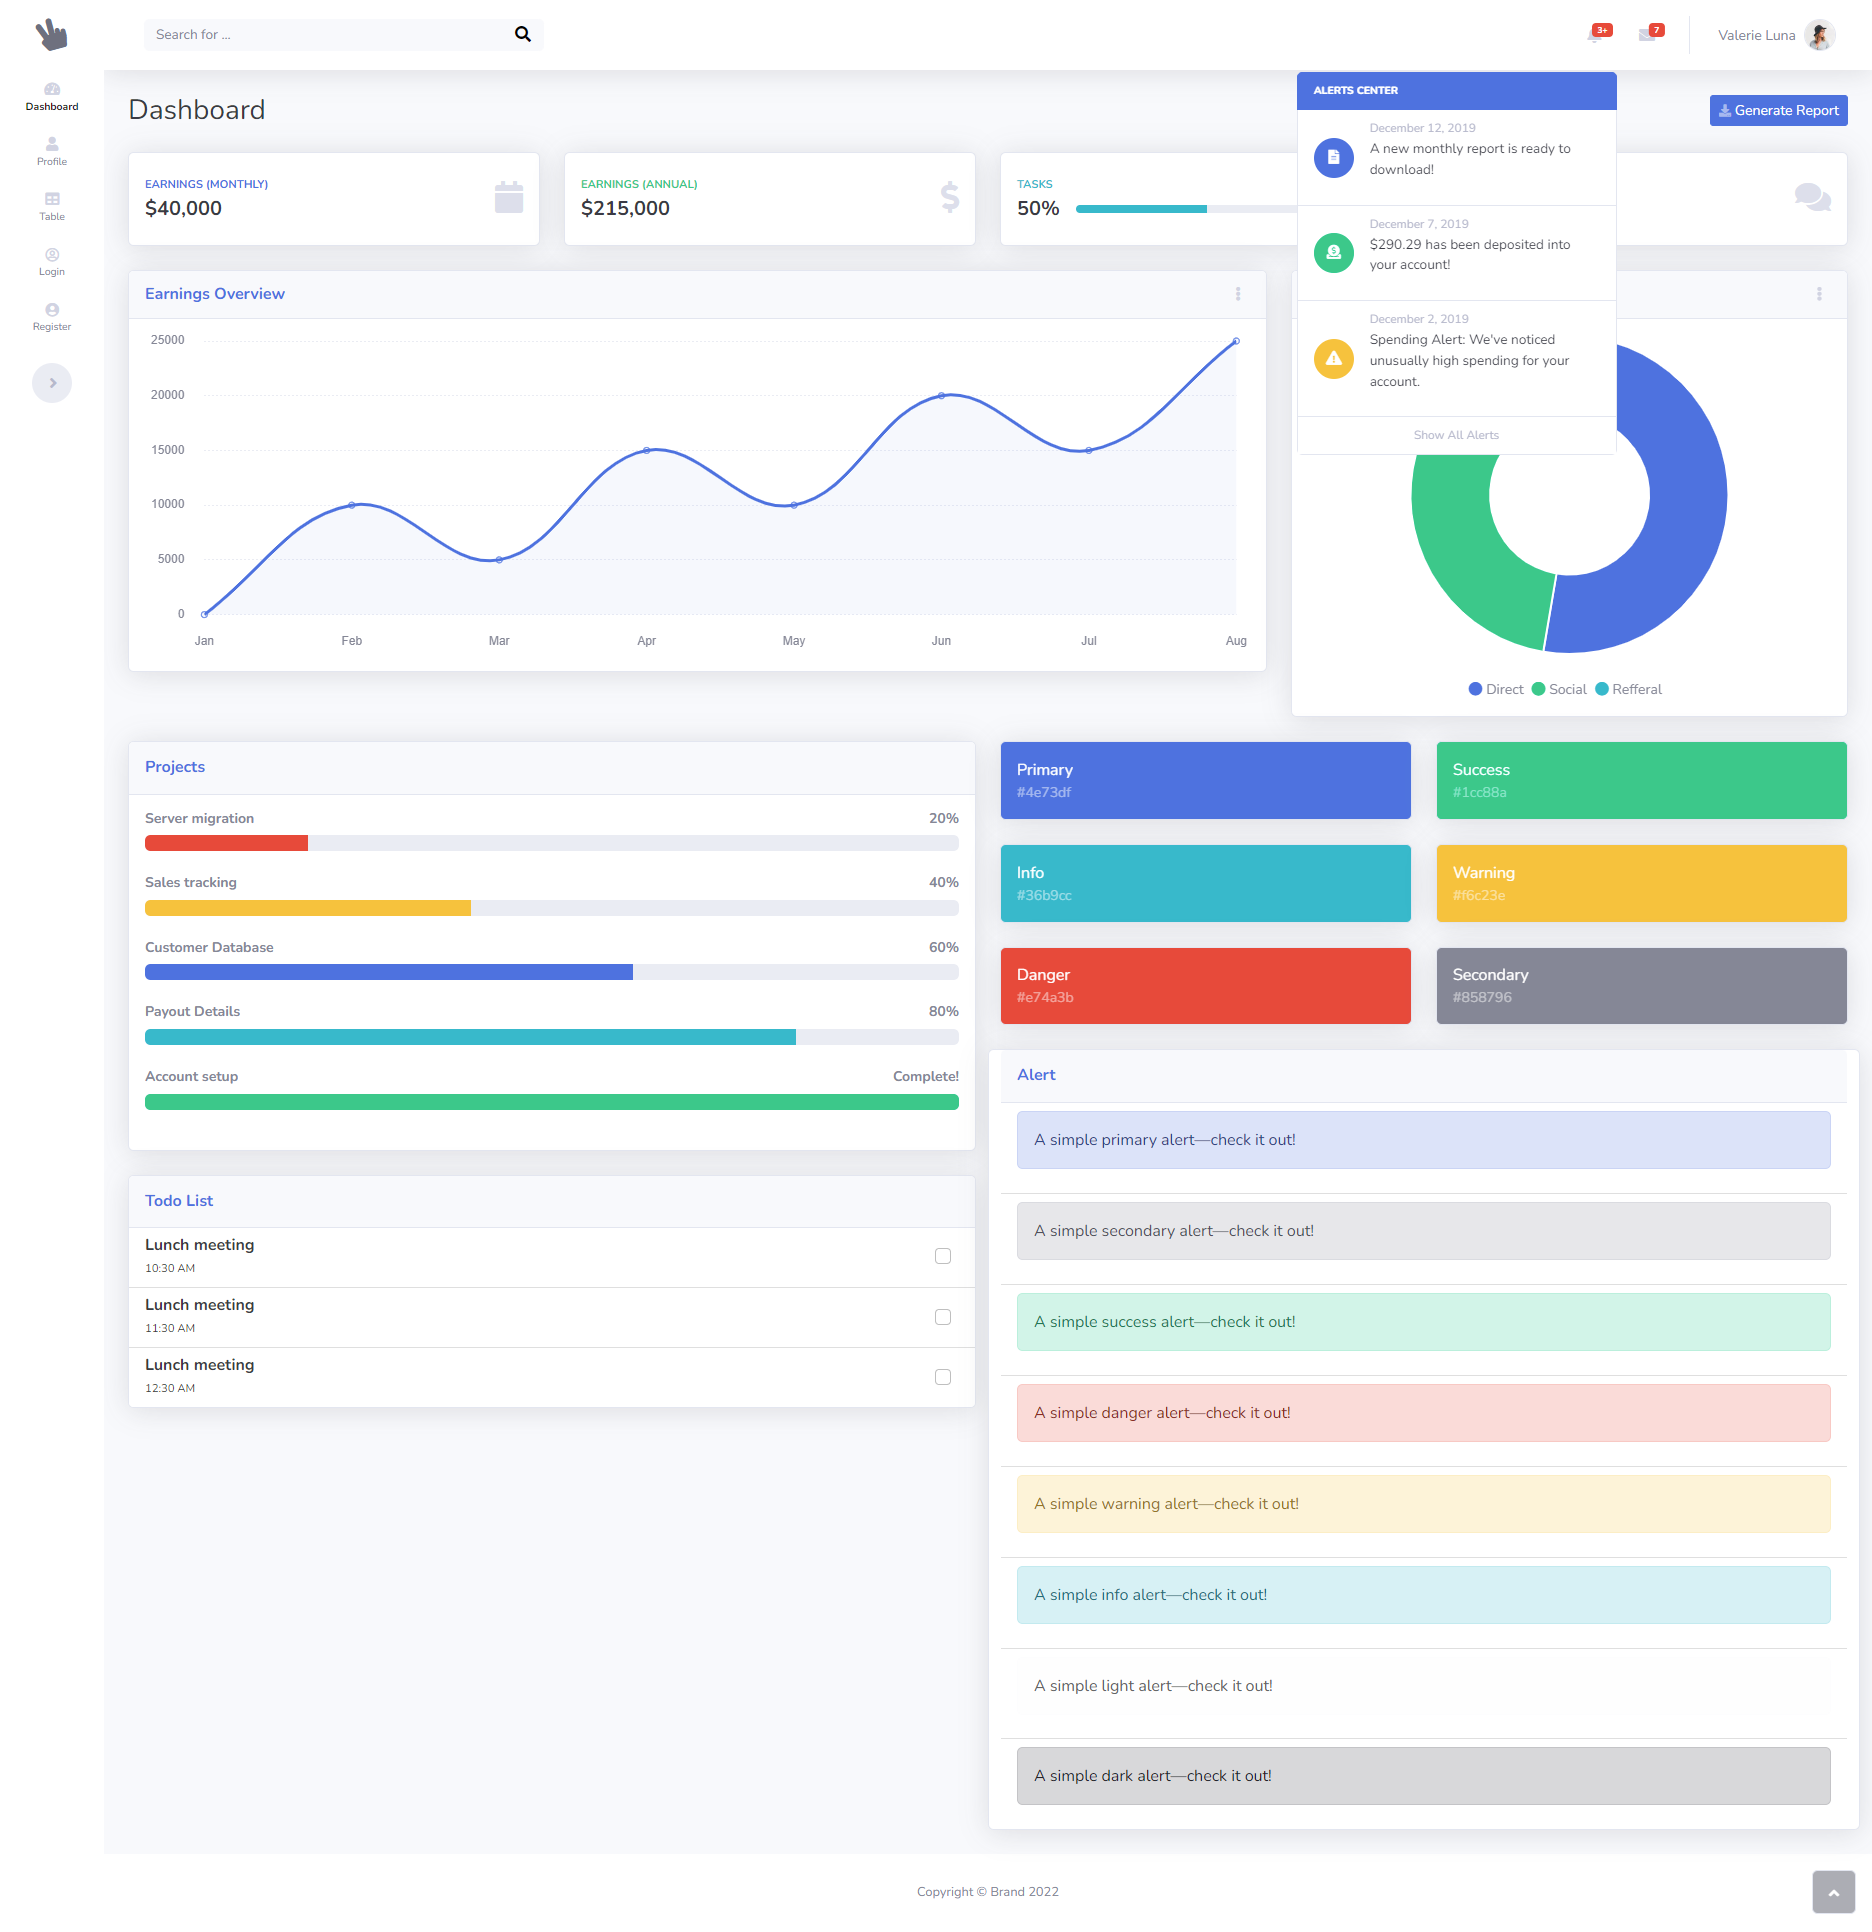 Search for ...
3+
7
Valerie Luna
Dashboard
Profile
Table
Login
Register
Dashboard
Generate Report
ALERTS CENTER
December 12, 2019
A new monthly report is ready to
download!
December 7, 2019
$290.29 has been deposited into
your account!
December 2, 2019
Spending Alert: We've noticed
unusually high spending for your
account.
Show All Alerts
EARNINGS (MONTHLY)
$40,000
EARNINGS (ANNUAL)
$215,000
TASKS
50%
Earnings Overview
25000
20000
15000
10000
5000
0
Jan Feb Mar Apr May Jun Jul Aug
Direct Social Refferal
Projects
Server migration 20%
Sales tracking 40%
Customer Database 60%
Payout Details 80%
Account setup Complete!
Primary
#4e73df
Success
#1cc88a
Info
#36b9cc
Warning
#f6c23e
Danger
#e74a3b
Secondary
#858796
Todo List
Lunch meeting
10:30 AM
Lunch meeting
11:30 AM
Lunch meeting
12:30 AM
Alert
A simple primary alert—check it out!
A simple secondary alert—check it out!
A simple success alert—check it out!
A simple danger alert—check it out!
A simple warning alert—check it out!
A simple info alert—check it out!
A simple light alert—check it out!
A simple dark alert—check it out!
Copyright © Brand 2022